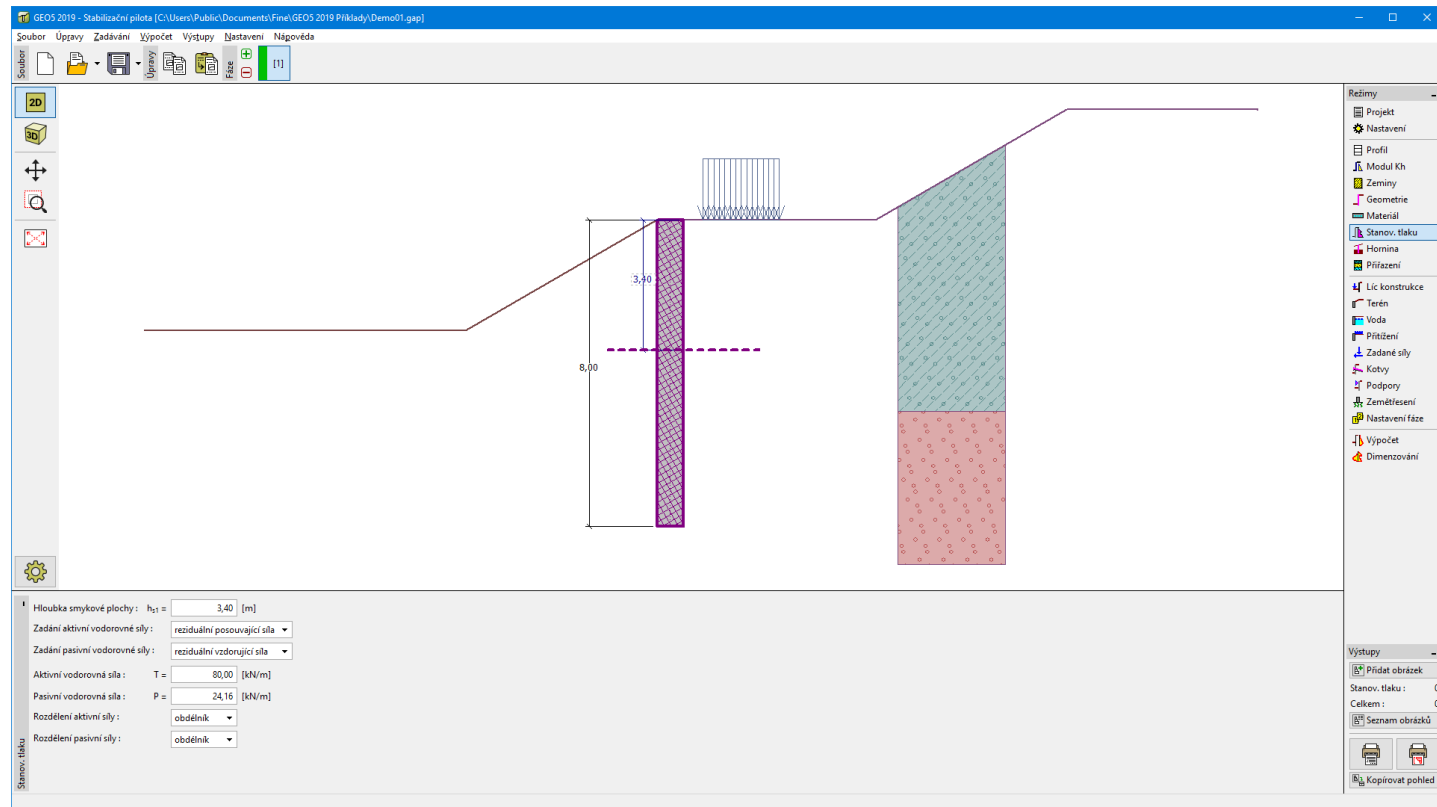 GEO5 2019 - Stabilizační pilota [C:\Users\Public\Documents\Fine\GEO5 2019 Příklady\Demo01.gap]
Soubor Úpravy Zadávání Výpočet Výstupy Nastavení Nápověda
Soubor
Úpravy
Fáze
[1]
2D
3D
3,40
8,00
Režimy
Projekt
Nastavení
Profil
Modul Kh
Zeminy
Geometrie
Materiál
Stanov. tlaku
Hornina
Přiřazení
Líc konstrukce
Terén
Voda
Přitížení
Zadané síly
Kotvy
Podpory
Zemětřesení
Nastavení fáze
Výpočet
Dimenzování
Stanov. tlaku
Hloubka smykové plochy : hs1 = 3,40 [m]
Zadání aktivní vodorovné síly : reziduální posouvající síla
Zadání pasivní vodorovné síly : reziduální vzdorující síla
Aktivní vodorovná síla : T = 80,00 [kN/m]
Pasivní vodorovná síla : P = 24,16 [kN/m]
Rozdělení aktivní síly : obdélník
Rozdělení pasivní síly : obdélník
Výstupy
Přidat obrázek
Stanov. tlaku : 0
Celkem : 0
Seznam obrázků
Kopírovat pohled